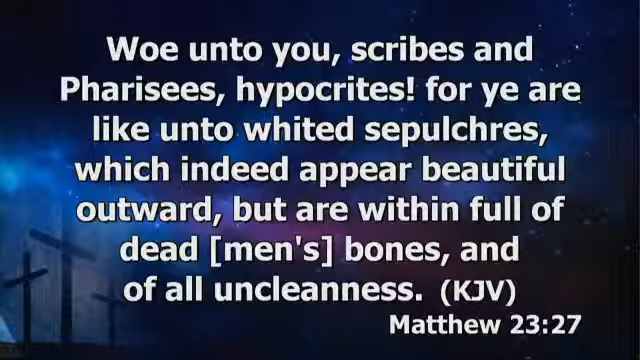 Woe unto you, scribes and
Pharisees, hypocrites! for ye are
like unto whited sepulchres,
which indeed appear beautiful
outward, but are within full of
dead [men's] bones, and
of all uncleanness. (KJV)
Matthew 23:27